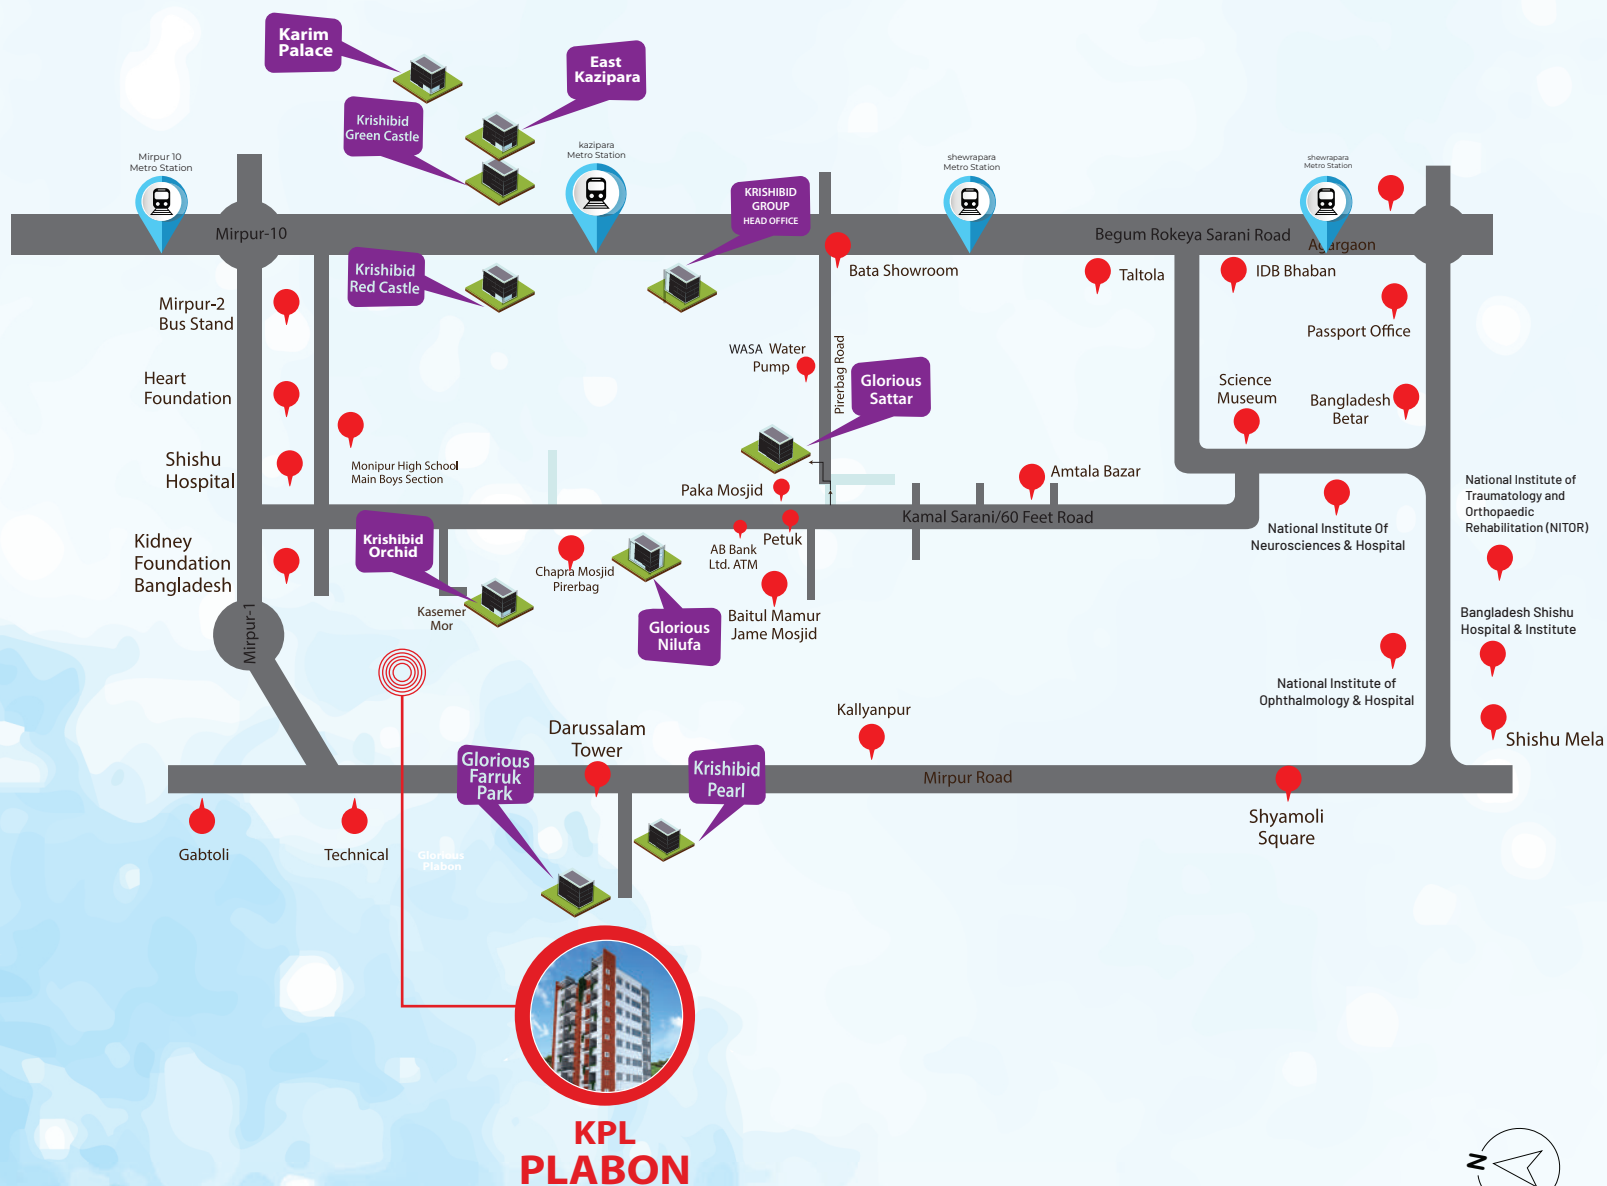 Karim
Palace
East
Kazipara
Krishibid
Green Castle
Mirpur 10
Metro Station
kazipara
Metro Station
shewrapara
Metro Station
shewrapara
Metro Station
KRISHIBID
GROUP
HEAD OFFICE
Mirpur-10
Begum Rokeya Sarani Road
Agargaon
Krishibid
Red Castle
Bata Showroom
Taltola
IDB Bhaban
Mirpur-2
Bus Stand
Passport Office
WASA Water
Pump
Pirerbag Road
Glorious
Sattar
Heart
Foundation
Science
Museum
Bangladesh
Betar
Shishu
Hospital
Monipur High School
Main Boys Section
Amtala Bazar
Paka Mosjid
National Institute of
Traumatology and
Orthopaedic
Rehabilitation (NITOR)
Kamal Sarani/60 Feet Road
Krishibid
Orchid
Petuk
AB Bank
Ltd. ATM
National Institute Of
Neurosciences & Hospital
Kidney
Foundation
Bangladesh
Chapra Mosjid
Pirerbag
Kasemer
Mor
Baitul Mamur
Jame Mosjid
Glorious
Nilufa
Bangladesh Shishu
Hospital & Institute
Mirpur-1
National Institute of
Ophthalmology & Hospital
Kallyanpur
Darussalam
Tower
Shishu Mela
Glorious
Farruk
Park
Krishibid
Pearl
Mirpur Road
Shyamoli
Square
Gabtoli
Technical
Glorious
Plabon
KPL
PLABON
N